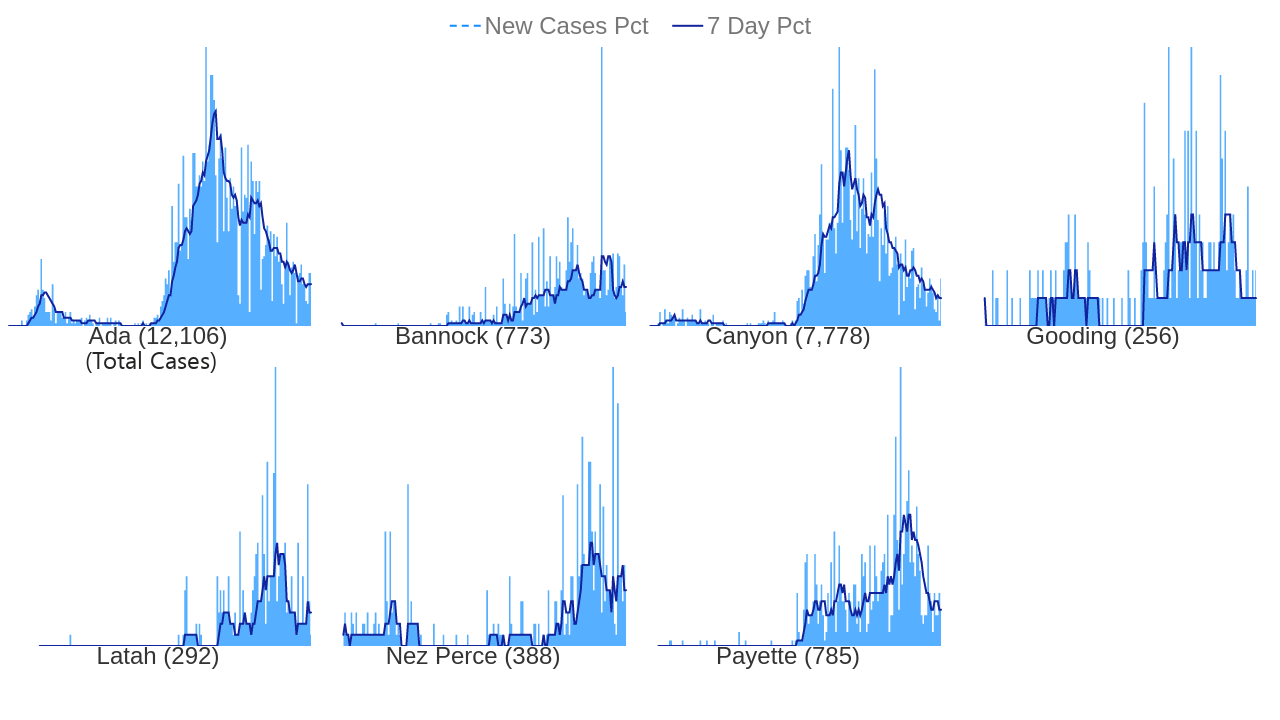 New Cases Pct 7 Day Pct
Ada (12,106) Bannock (773) Canyon (7,778) Gooding (256)
(Total Cases)
Latah (292) Nez Perce (388) Payette (785)